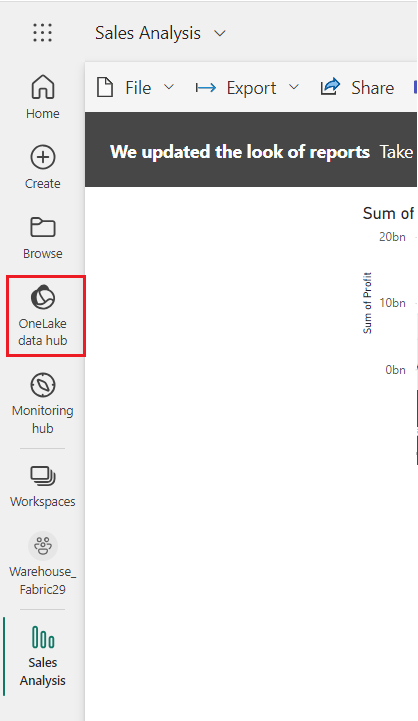 Sales Analysis
File
Export
Share
Home
Create
Browse
OneLake
data hub
Monitoring
hub
Workspaces
Warehouse_
Fabric29
Sales
Analysis
We updated the look of reports Take
Sum of
20bn
10bn
0bn
Sum of Profit